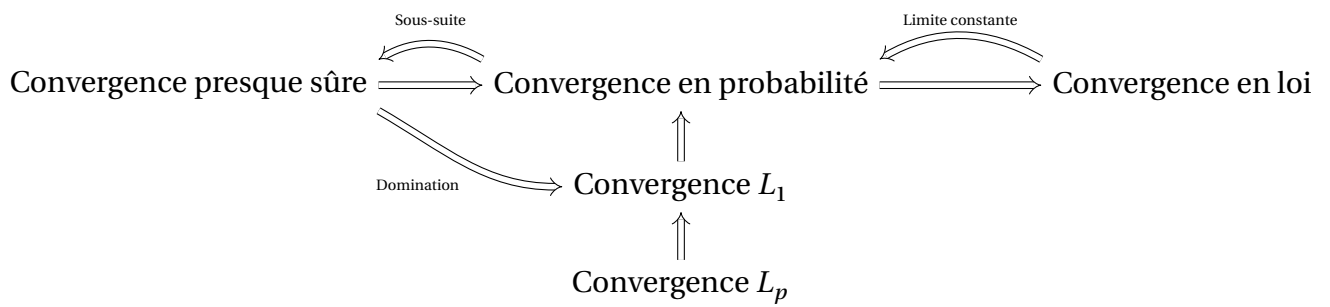 Sous-suite
Limite constante
Convergence presque sûre
Convergence en probabilité
Convergence en loi
Domination
Convergence L₁
Convergence Lₚ